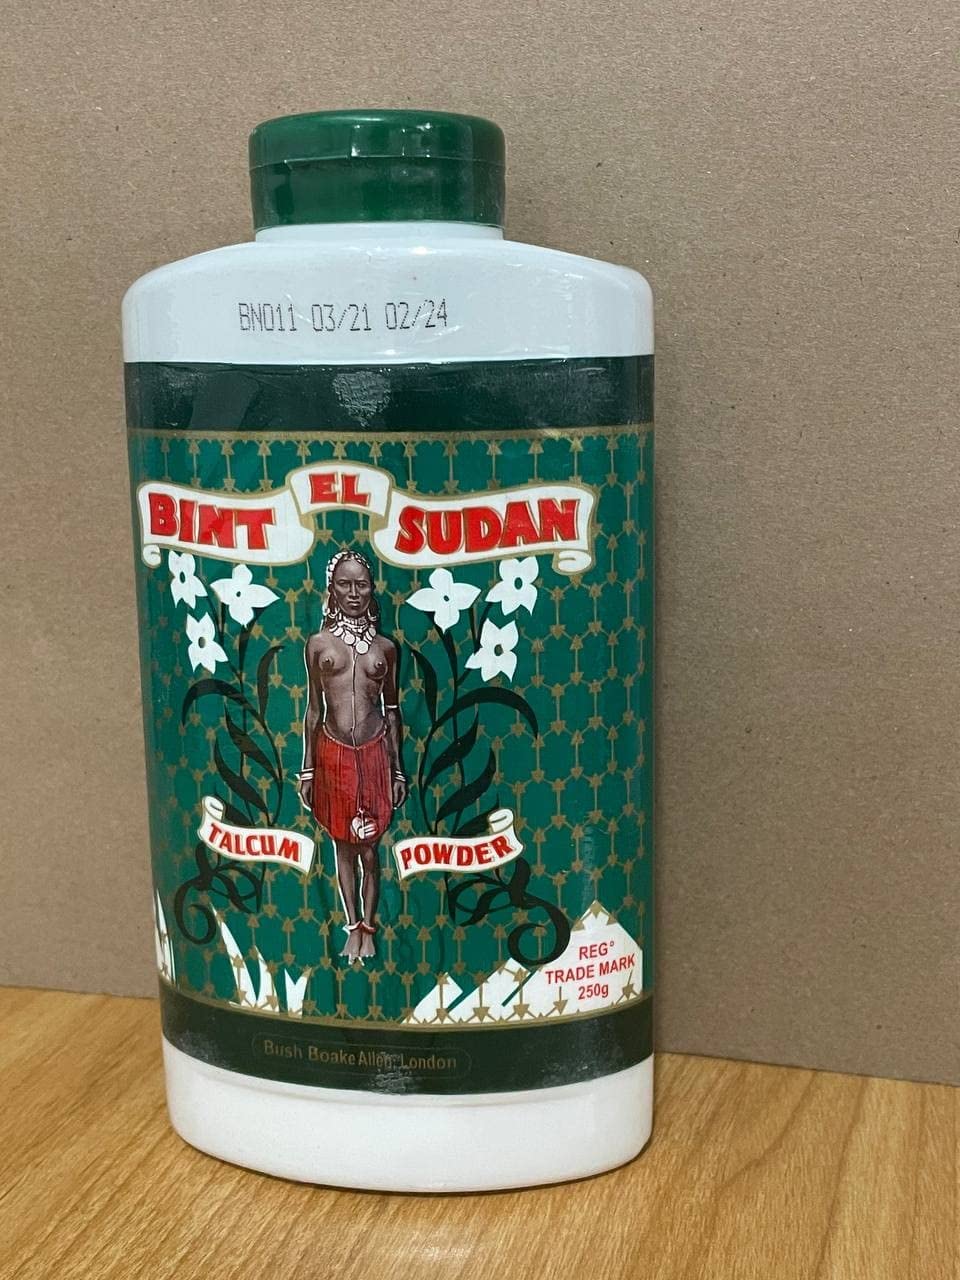 BN011 03/21 02/24
BINT EL SUDAN
TALCUM POWDER
REG°
TRADE MARK
250g
Bush Boake Allen, London